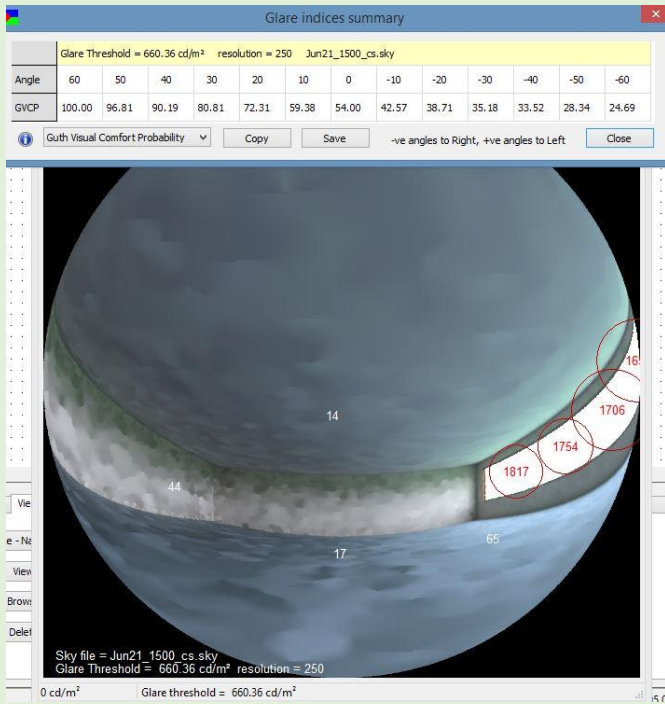 Glare indices summary
Glare Threshold = 660.36 cd/m² resolution = 250 Jun21_1500_cs.sky
Angle 60 50 40 30 20 10 0 -10 -20 -30 -40 -50 -60
GVCP 100.00 96.81 90.19 80.81 72.31 59.38 54.00 42.57 38.71 35.18 33.52 28.34 24.69
Guth Visual Comfort Probability Copy Save -ve angles to Right, +ve angles to Left Close
1706
14
1754
1817
44
65
17
Vie
e - Na
View
Brows
Delet
Sky file = Jun21_1500_cs.sky
Glare Threshold = 660.36 cd/m² resolution = 250
0 cd/m² Glare threshold = 660.36 cd/m²